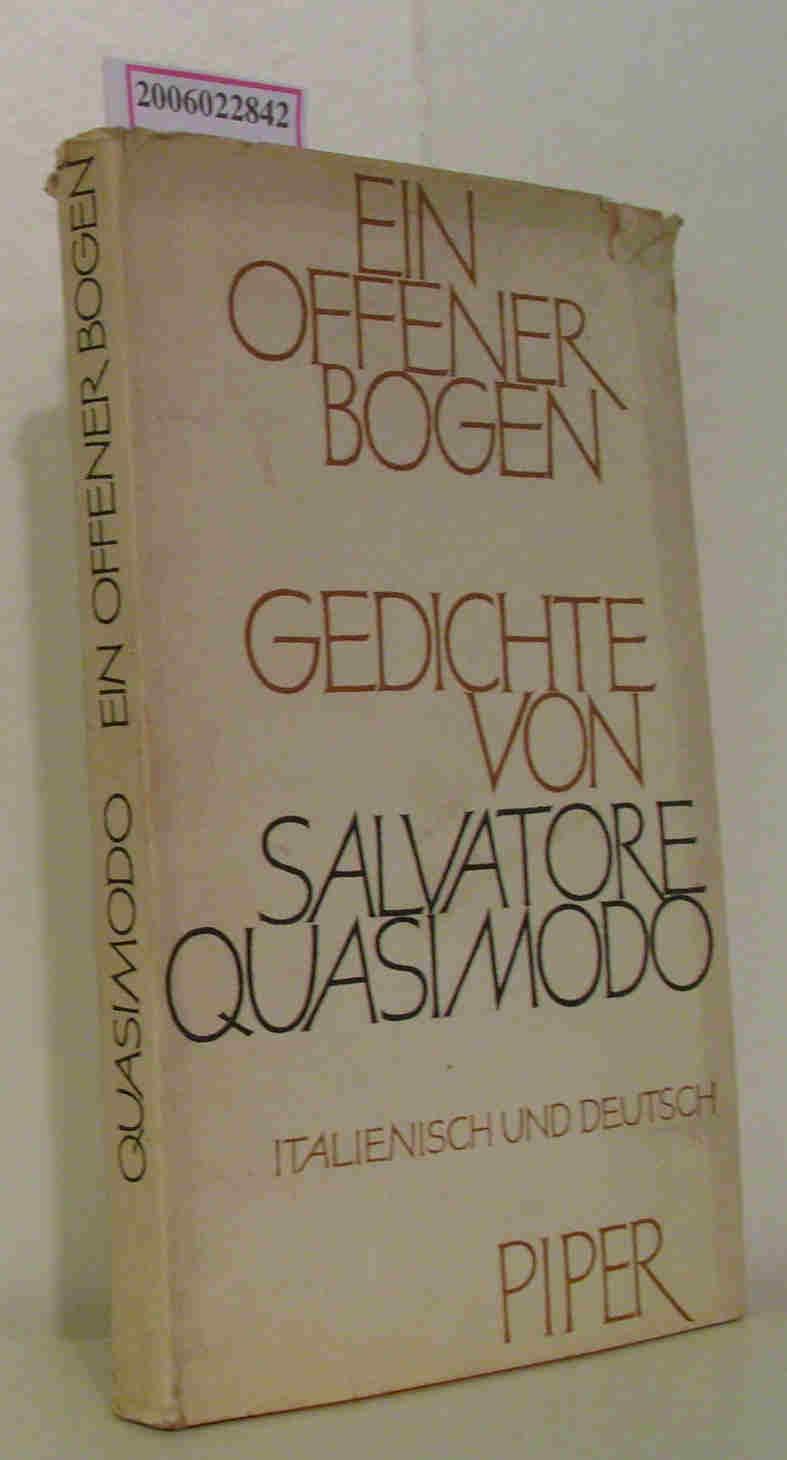 2006022842
QUASIMODO EIN OFFENER BOGEN
EIN
OFFENER
BOGEN
GEDICHTE
VON
SALVATORE
QUASIMODO
ITALIENISCH UND DEUTSCH
PIPER